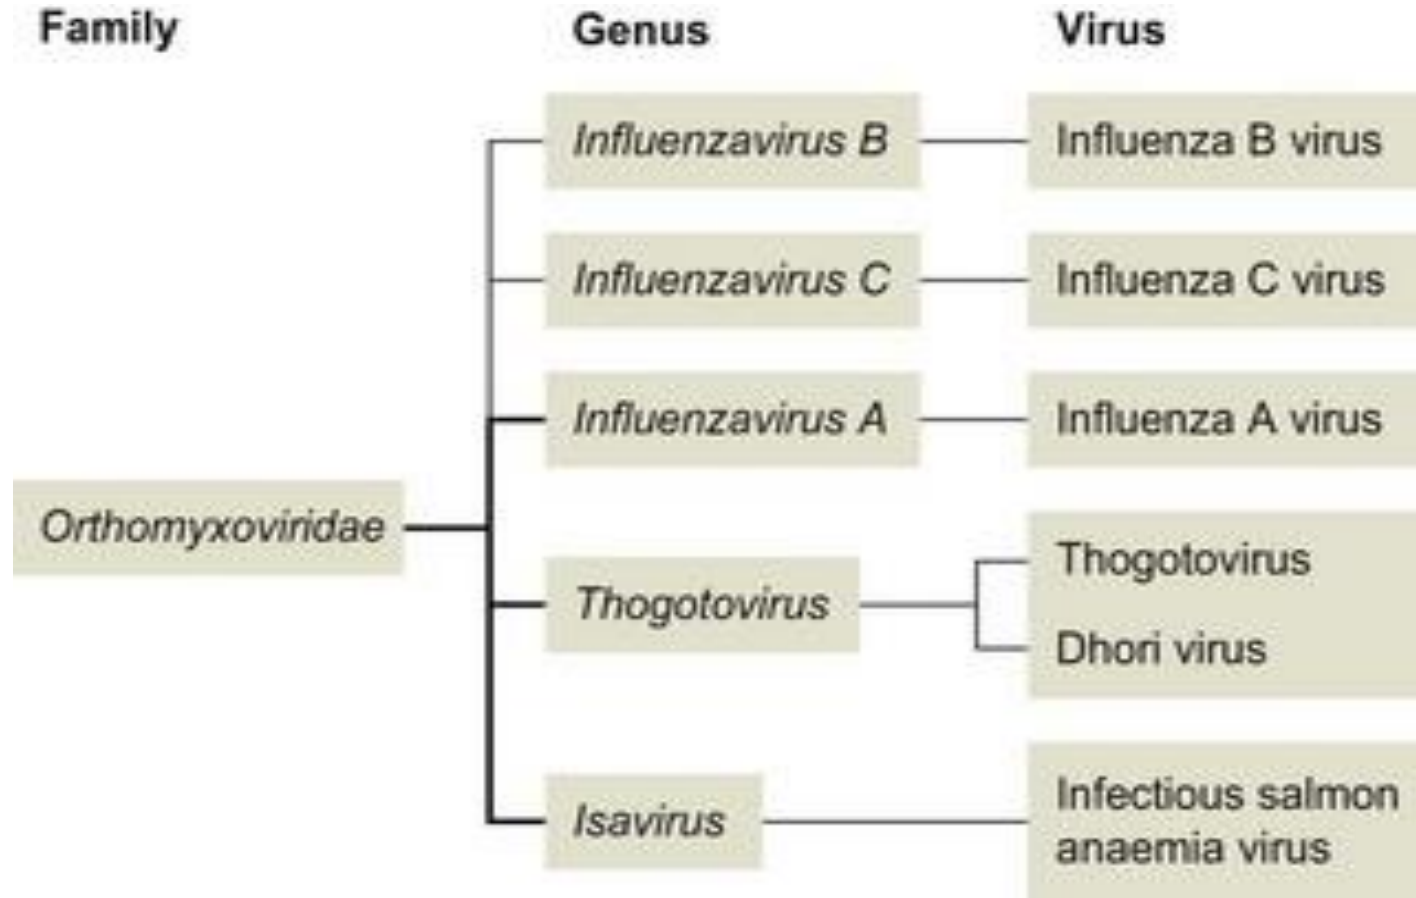 Family
Genus
Virus
Influenzavirus B
Influenza B virus
Influenzavirus C
Influenza C virus
Influenzavirus A
Influenza A virus
Orthomyxoviridae
Thogotovirus
Thogotovirus
Dhori virus
Isavirus
Infectious salmon
anaemia virus